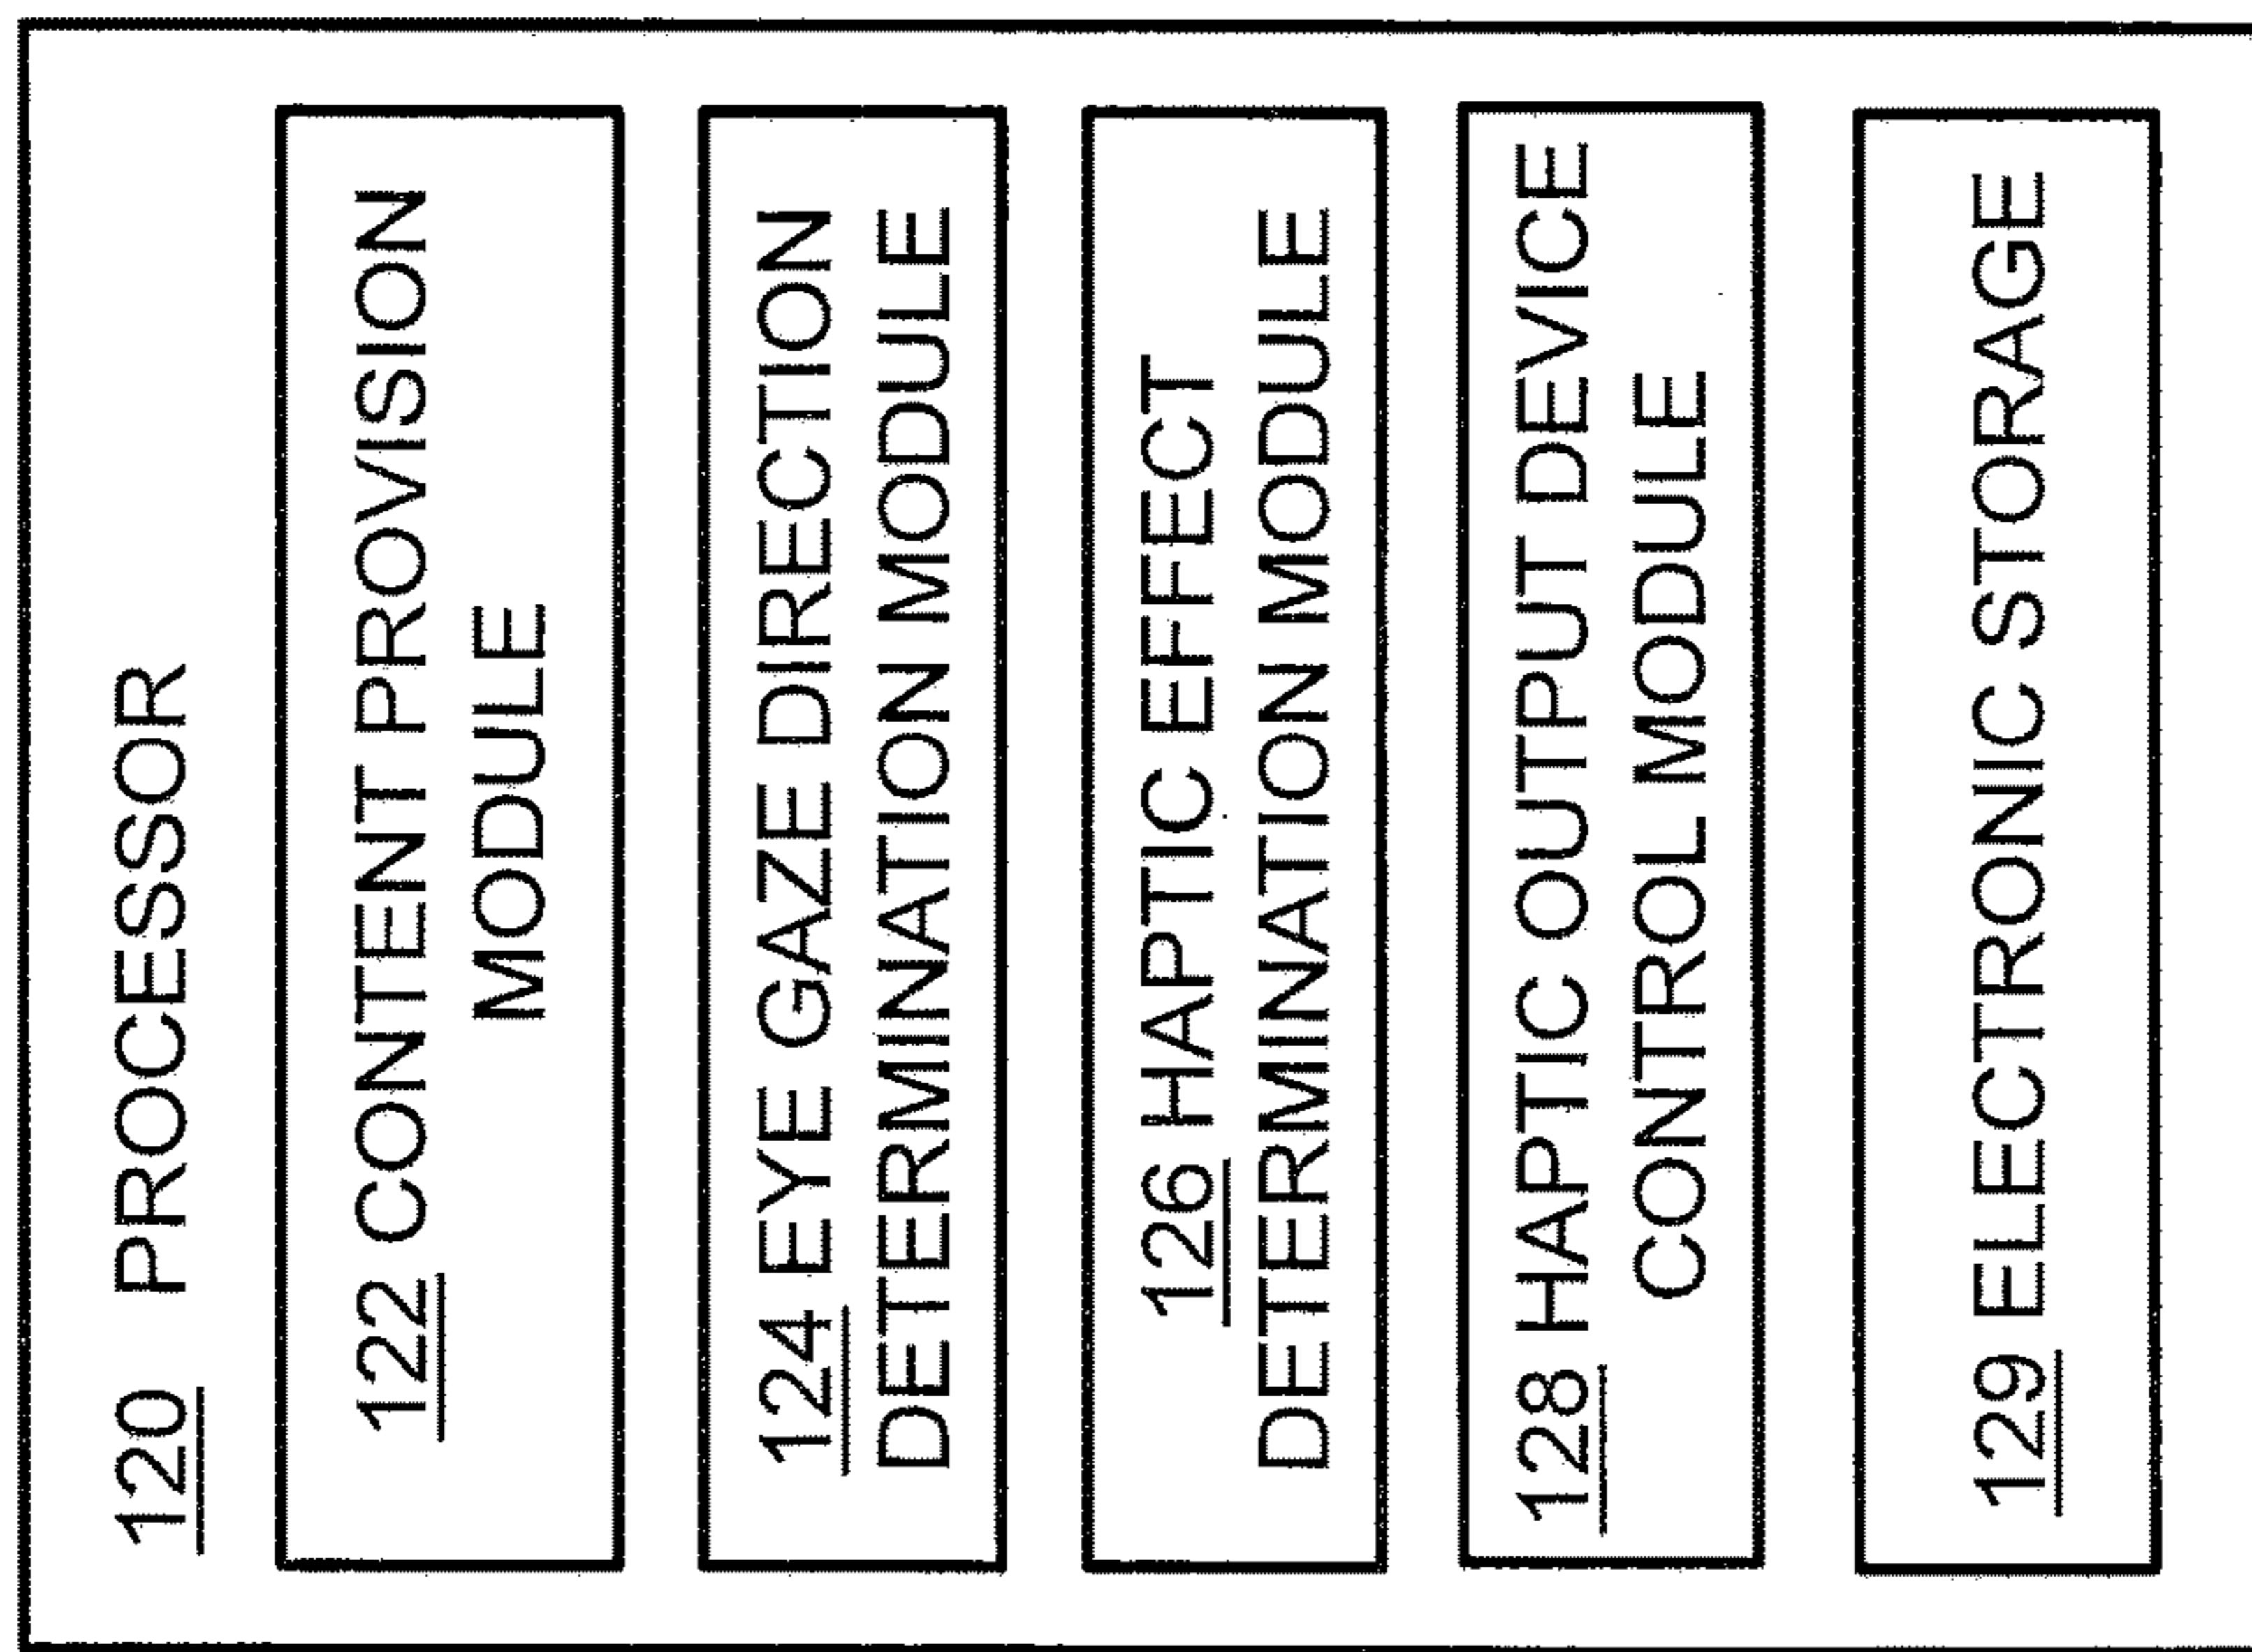 120 PROCESSOR
122 CONTENT PROVISION
MODULE
124 EYE GAZE DIRECTION
DETERMINATION MODULE
126 HAPTIC EFFECT
DETERMINATION MODULE
128 HAPTIC OUTPUT DEVICE
CONTROL MODULE
129 ELECTRONIC STORAGE